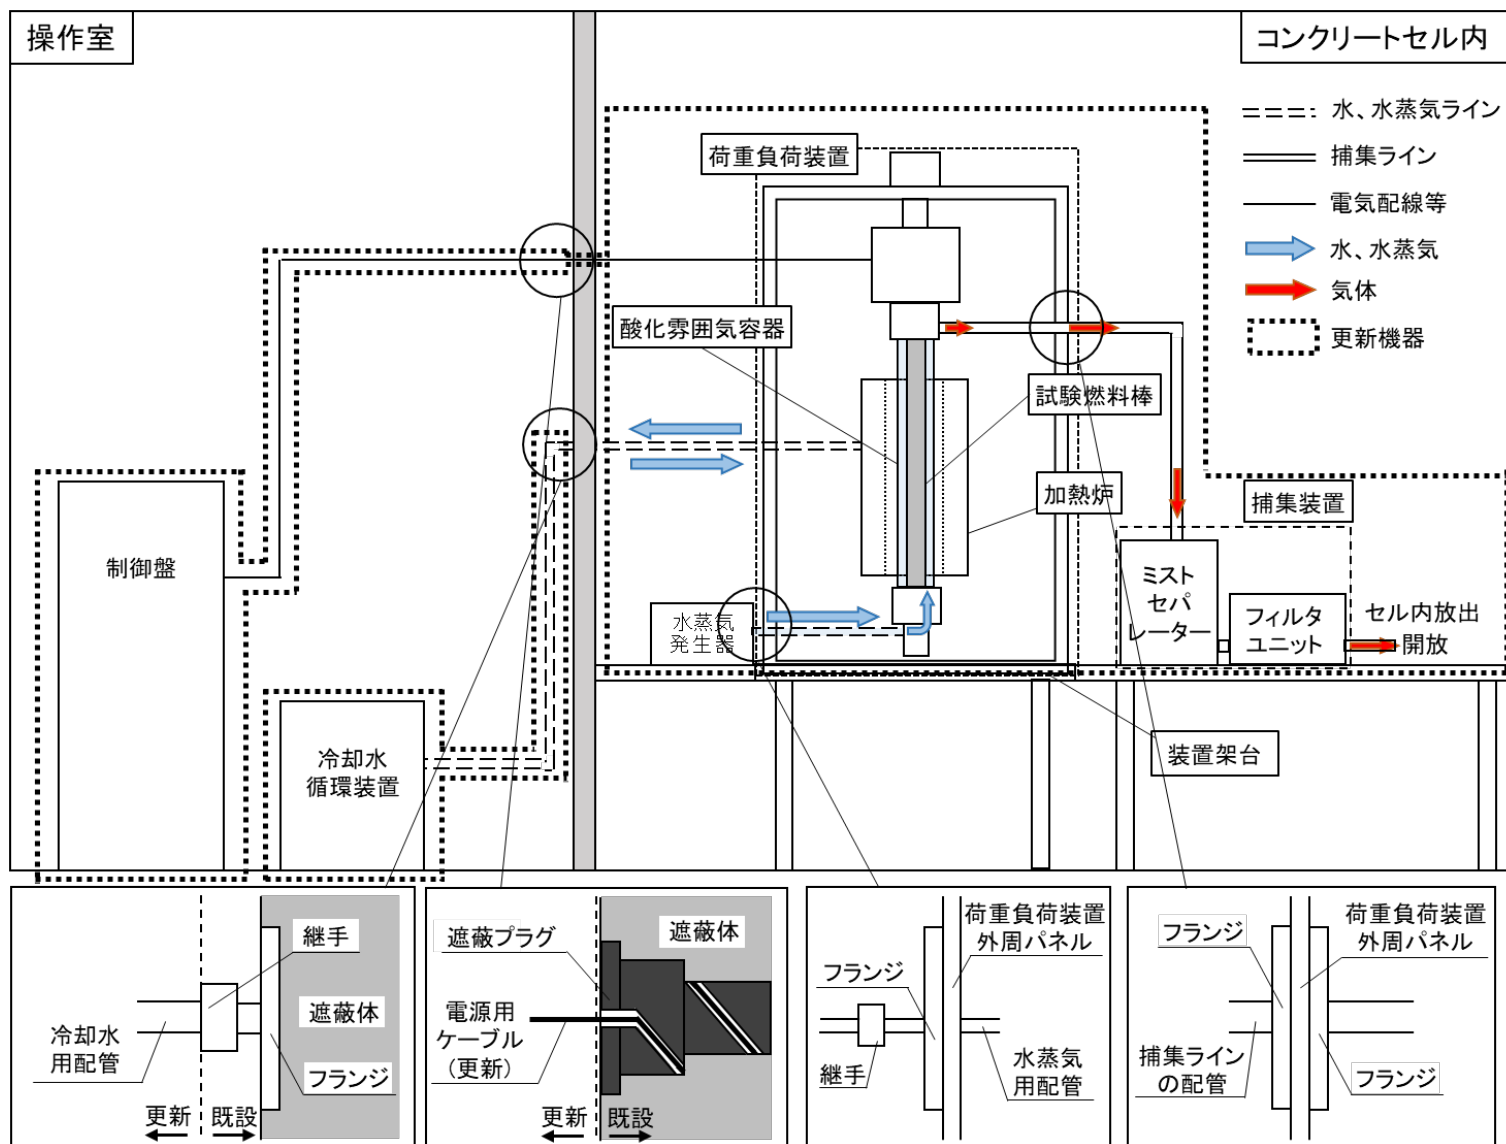 操作室
コンクリートセル内
水、水蒸気ライン
捕集ライン
電気配線等
水、水蒸気
気体
更新機器
荷重負荷装置
酸化雰囲気容器
試験燃料棒
加熱炉
捕集装置
制御盤
水蒸気
発生器
ミスト
セパ
レーター
フィルタ
ユニット
セル内放出
開放
冷却水
循環装置
装置架台
継手
遮蔽体
冷却水
用配管
フランジ
更新
既設
遮蔽プラグ
遮蔽体
電源用
ケーブル
(更新)
更新
既設
荷重負荷装置
外周パネル
フランジ
継手
水蒸気
用配管
フランジ
荷重負荷装置
外周パネル
捕集ライン
の配管
フランジ